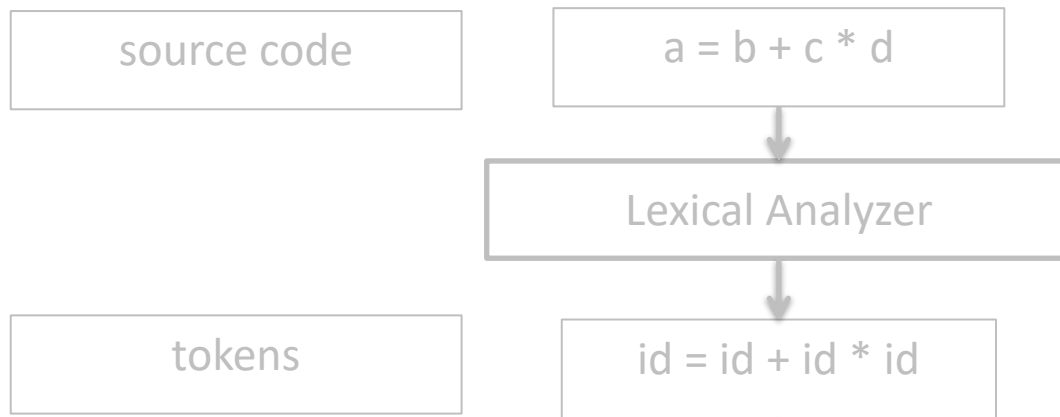 source code
a = b + c * d
Lexical Analyzer
tokens
id = id + id * id